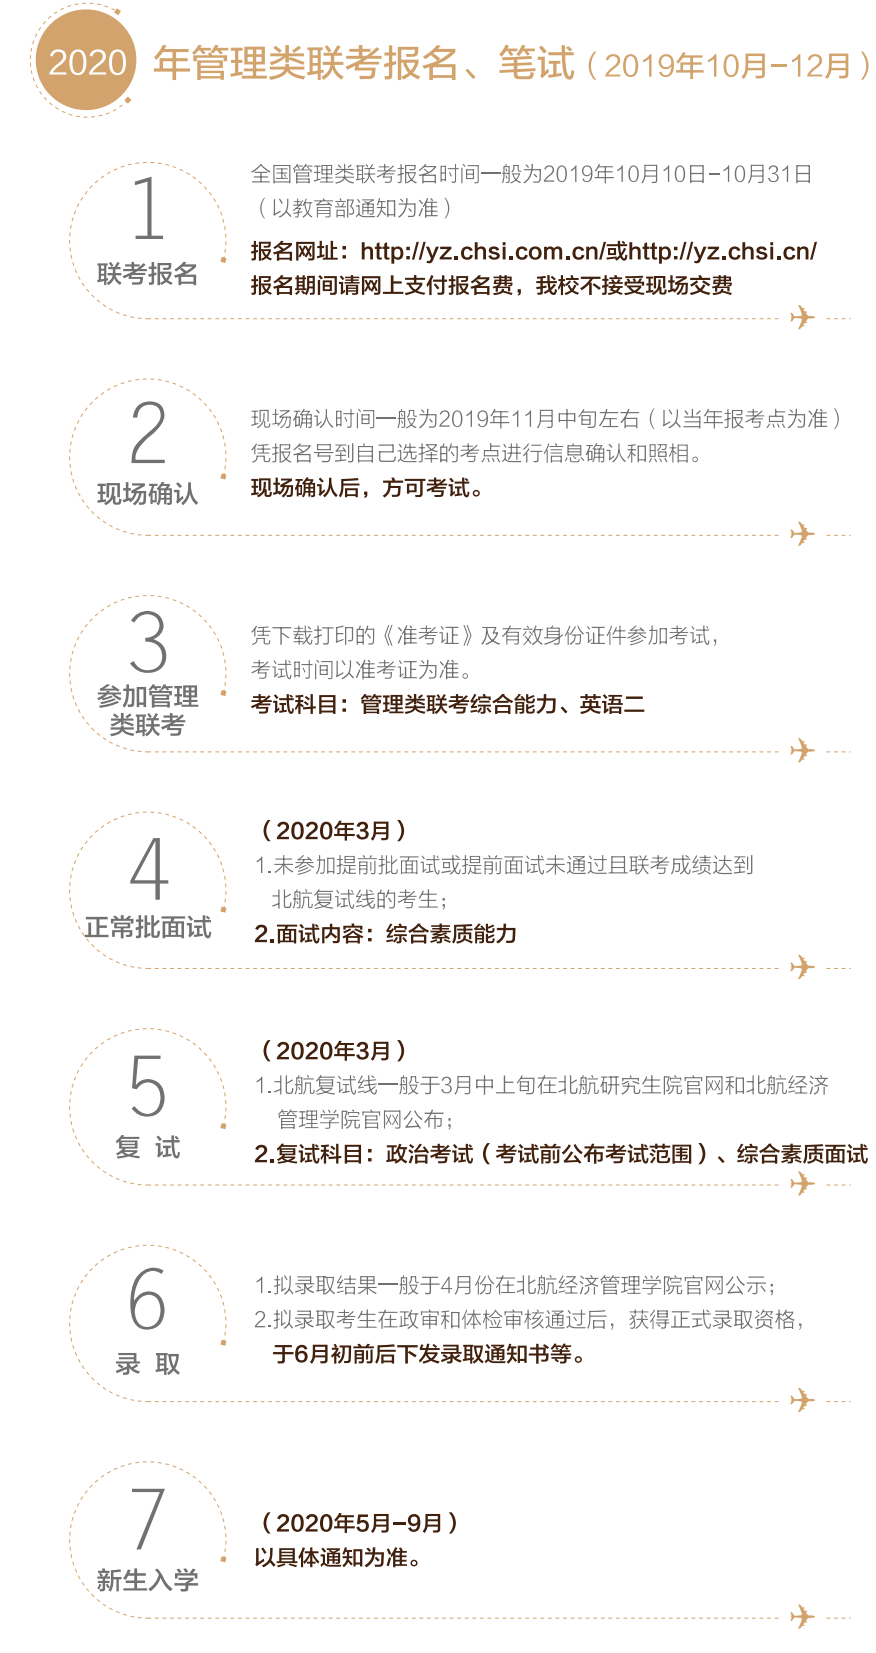 2020 年管理类联考报名、笔试（2019年10月-12月）
1
联考报名
全国管理类联考报名时间一般为2019年10月10日-10月31日
（以教育部通知为准）
报名网址：http://yz.chsi.com.cn/或http://yz.chsi.cn/
报名期间请网上支付报名费，我校不接受现场交费
2
现场确认
现场确认时间一般为2019年11月中旬左右（以当年报考点为准）
凭报名号到自己选择的考点进行信息确认和照相。
现场确认后，方可考试。
3
参加管理
类联考
凭下载打印的《准考证》及有效身份证件参加考试，
考试时间以准考证为准。
考试科目：管理类联考综合能力、英语二
4
正常批面试
（2020年3月）
1.未参加提前批面试或提前面试未通过且联考成绩达到
北航复试线的考生；
2.面试内容：综合素质能力
5
复 试
（2020年3月）
1.北航复试线一般于3月中上旬在北航研究生院官网和北航经济
管理学院官网公布；
2.复试科目：政治考试（考试前公布考试范围）、综合素质面试
6
录 取
1.拟录取结果一般于4月份在北航经济管理学院官网公示；
2.拟录取考生在政审和体检审核通过后，获得正式录取资格，
于6月初前后下发录取通知书等。
7
新生入学
（2020年5月-9月）
以具体通知为准。